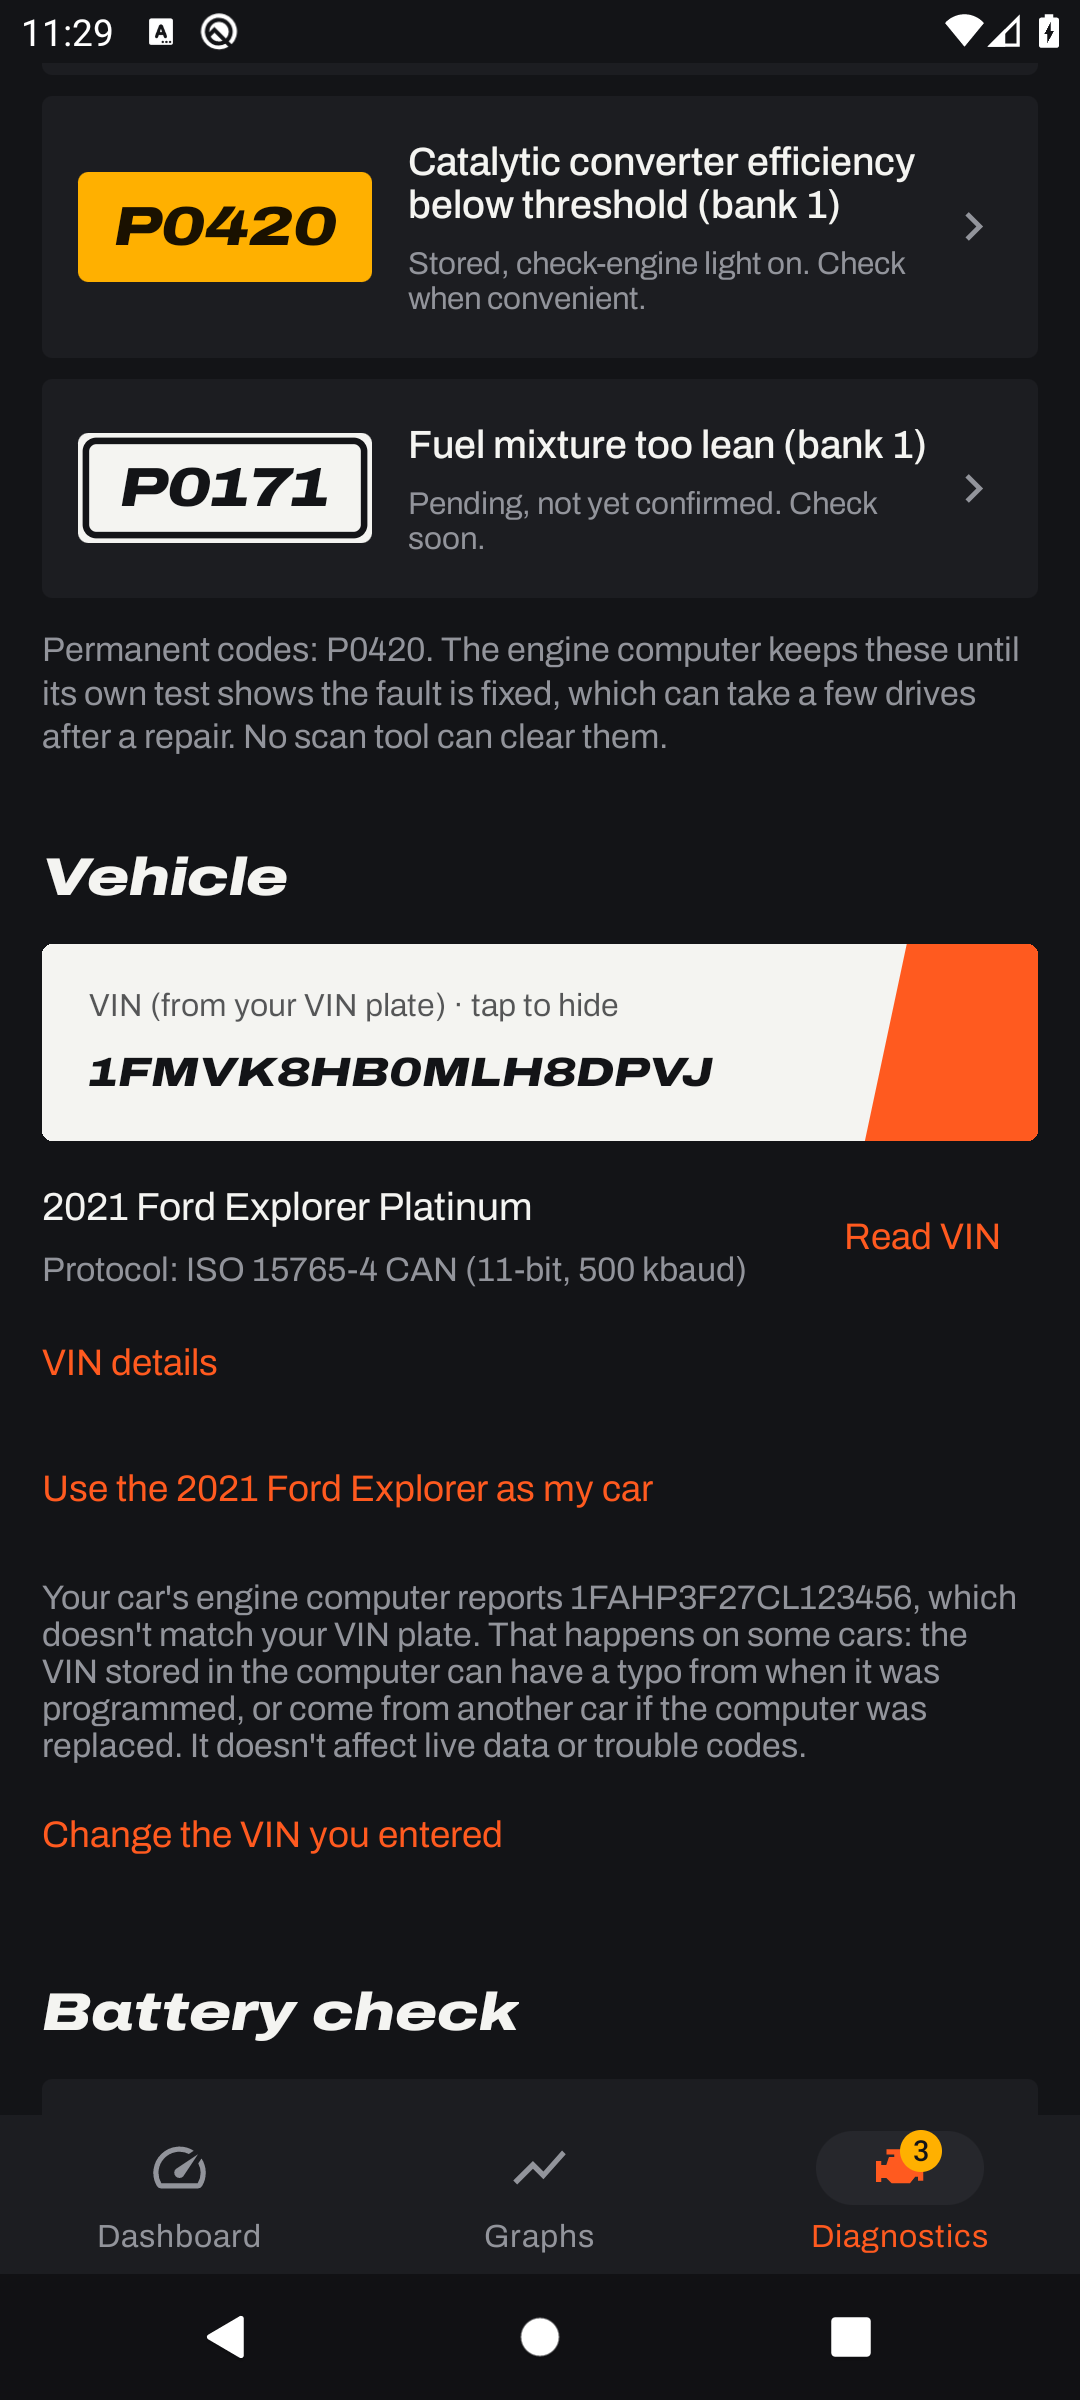 11:29
P0420
Catalytic converter efficiency
below threshold (bank 1)
Stored, check-engine light on. Check
when convenient.
P0171
Fuel mixture too lean (bank 1)
Pending, not yet confirmed. Check
soon.
Permanent codes: P0420. The engine computer keeps these until
its own test shows the fault is fixed, which can take a few drives
after a repair. No scan tool can clear them.
Vehicle
VIN (from your VIN plate) · tap to hide
1FMVK8HB0MLH8DPVJ
2021 Ford Explorer Platinum
Read VIN
Protocol: ISO 15765-4 CAN (11-bit, 500 kbaud)
VIN details
Use the 2021 Ford Explorer as my car
Your car's engine computer reports 1FAHP3F27CL123456, which
doesn't match your VIN plate. That happens on some cars: the
VIN stored in the computer can have a typo from when it was
programmed, or come from another car if the computer was
replaced. It doesn't affect live data or trouble codes.
Change the VIN you entered
Battery check
3
Dashboard
Graphs
Diagnostics